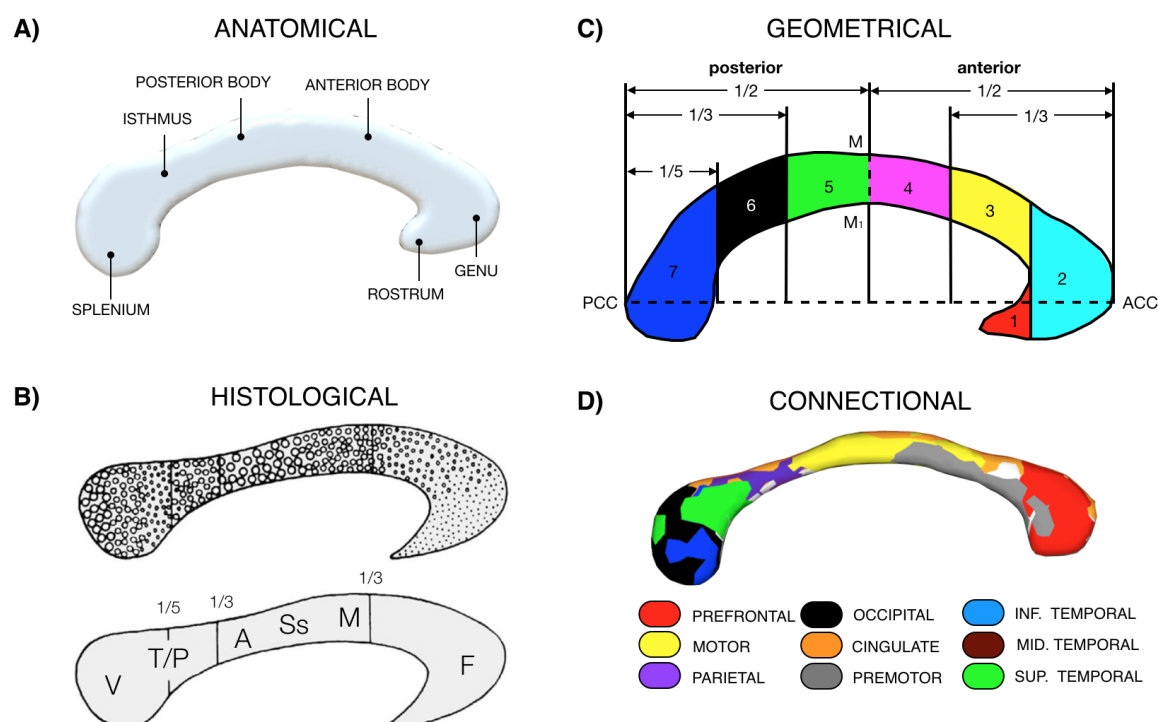 A) ANATOMICAL
POSTERIOR BODY
ANTERIOR BODY
ISTHMUS
SPLENIUM
ROSTRUM
GENU
C) GEOMETRICAL
posterior anterior
1/2 1/2
1/3 1/3
1/5
M
M1
1
2
3
4
5
6
7
PCC ACC
B) HISTOLOGICAL
1/5
1/3
1/3
V
T/P
A
Ss
M
F
D) CONNECTIONAL
PREFRONTAL OCCIPITAL INF. TEMPORAL
MOTOR CINGULATE MID. TEMPORAL
PARIETAL PREMOTOR SUP. TEMPORAL